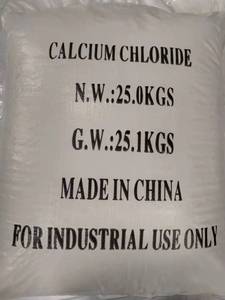 CALCIUM CHLORIDE
N.W.:25.0KGS
G.W.:25.1KGS
MADE IN CHINA
FOR INDUSTRIAL USE ONLY